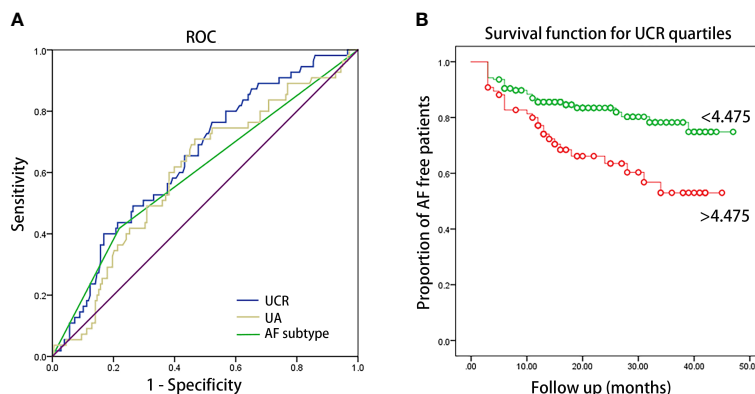 A
ROC
1.0
0.8
0.6
0.4
0.2
0.0
Sensitivity
UCR
UA
AF subtype
0.0 0.2 0.4 0.6 0.8 1.0
1 - Specificity
B
Survival function for UCR quartiles
1.0
0.8
0.6
0.4
0.2
0.0
Proportion of AF free patients
<4.475
>4.475
.00 10.00 20.00 30.00 40.00 50.0
Follow up (months)